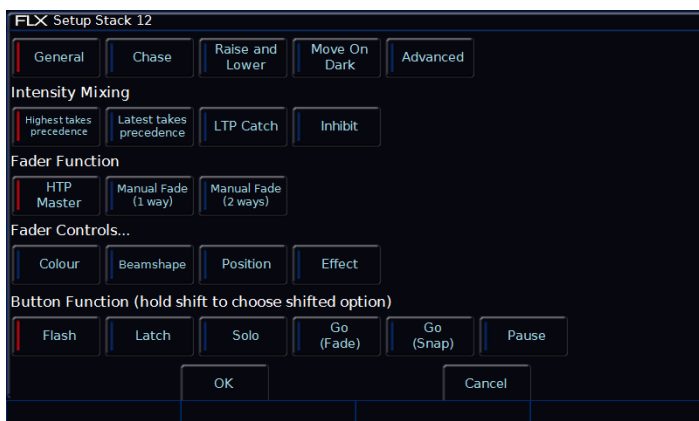 FLX Setup Stack 12
General
Chase
Raise and
Lower
Move On
Dark
Advanced
Intensity Mixing
Highest takes
precedence
Latest takes
precedence
LTP Catch
Inhibit
Fader Function
HTP
Master
Manual Fade
(1 way)
Manual Fade
(2 ways)
Fader Controls...
Colour
Beamshape
Position
Effect
Button Function (hold shift to choose shifted option)
Flash
Latch
Solo
Go
(Fade)
Go
(Snap)
Pause
OK
Cancel